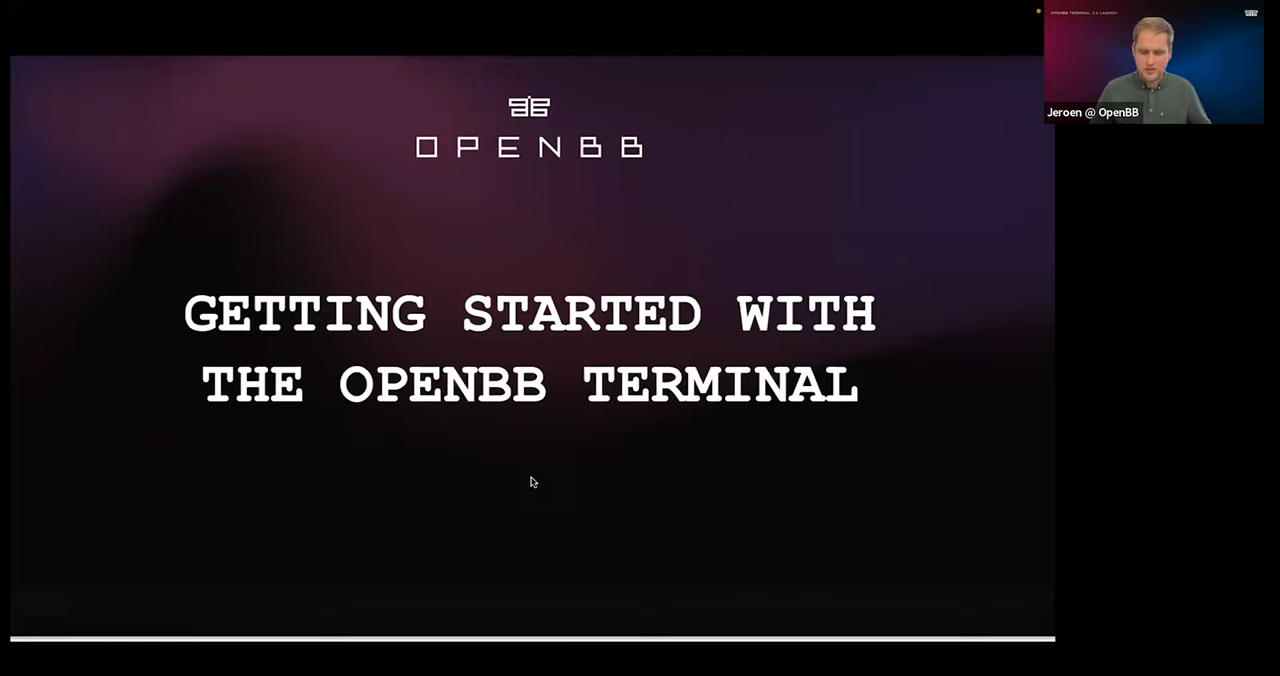 OPENBB
GETTING STARTED WITH
THE OPENBB TERMINAL
Jeroen @ OpenBB